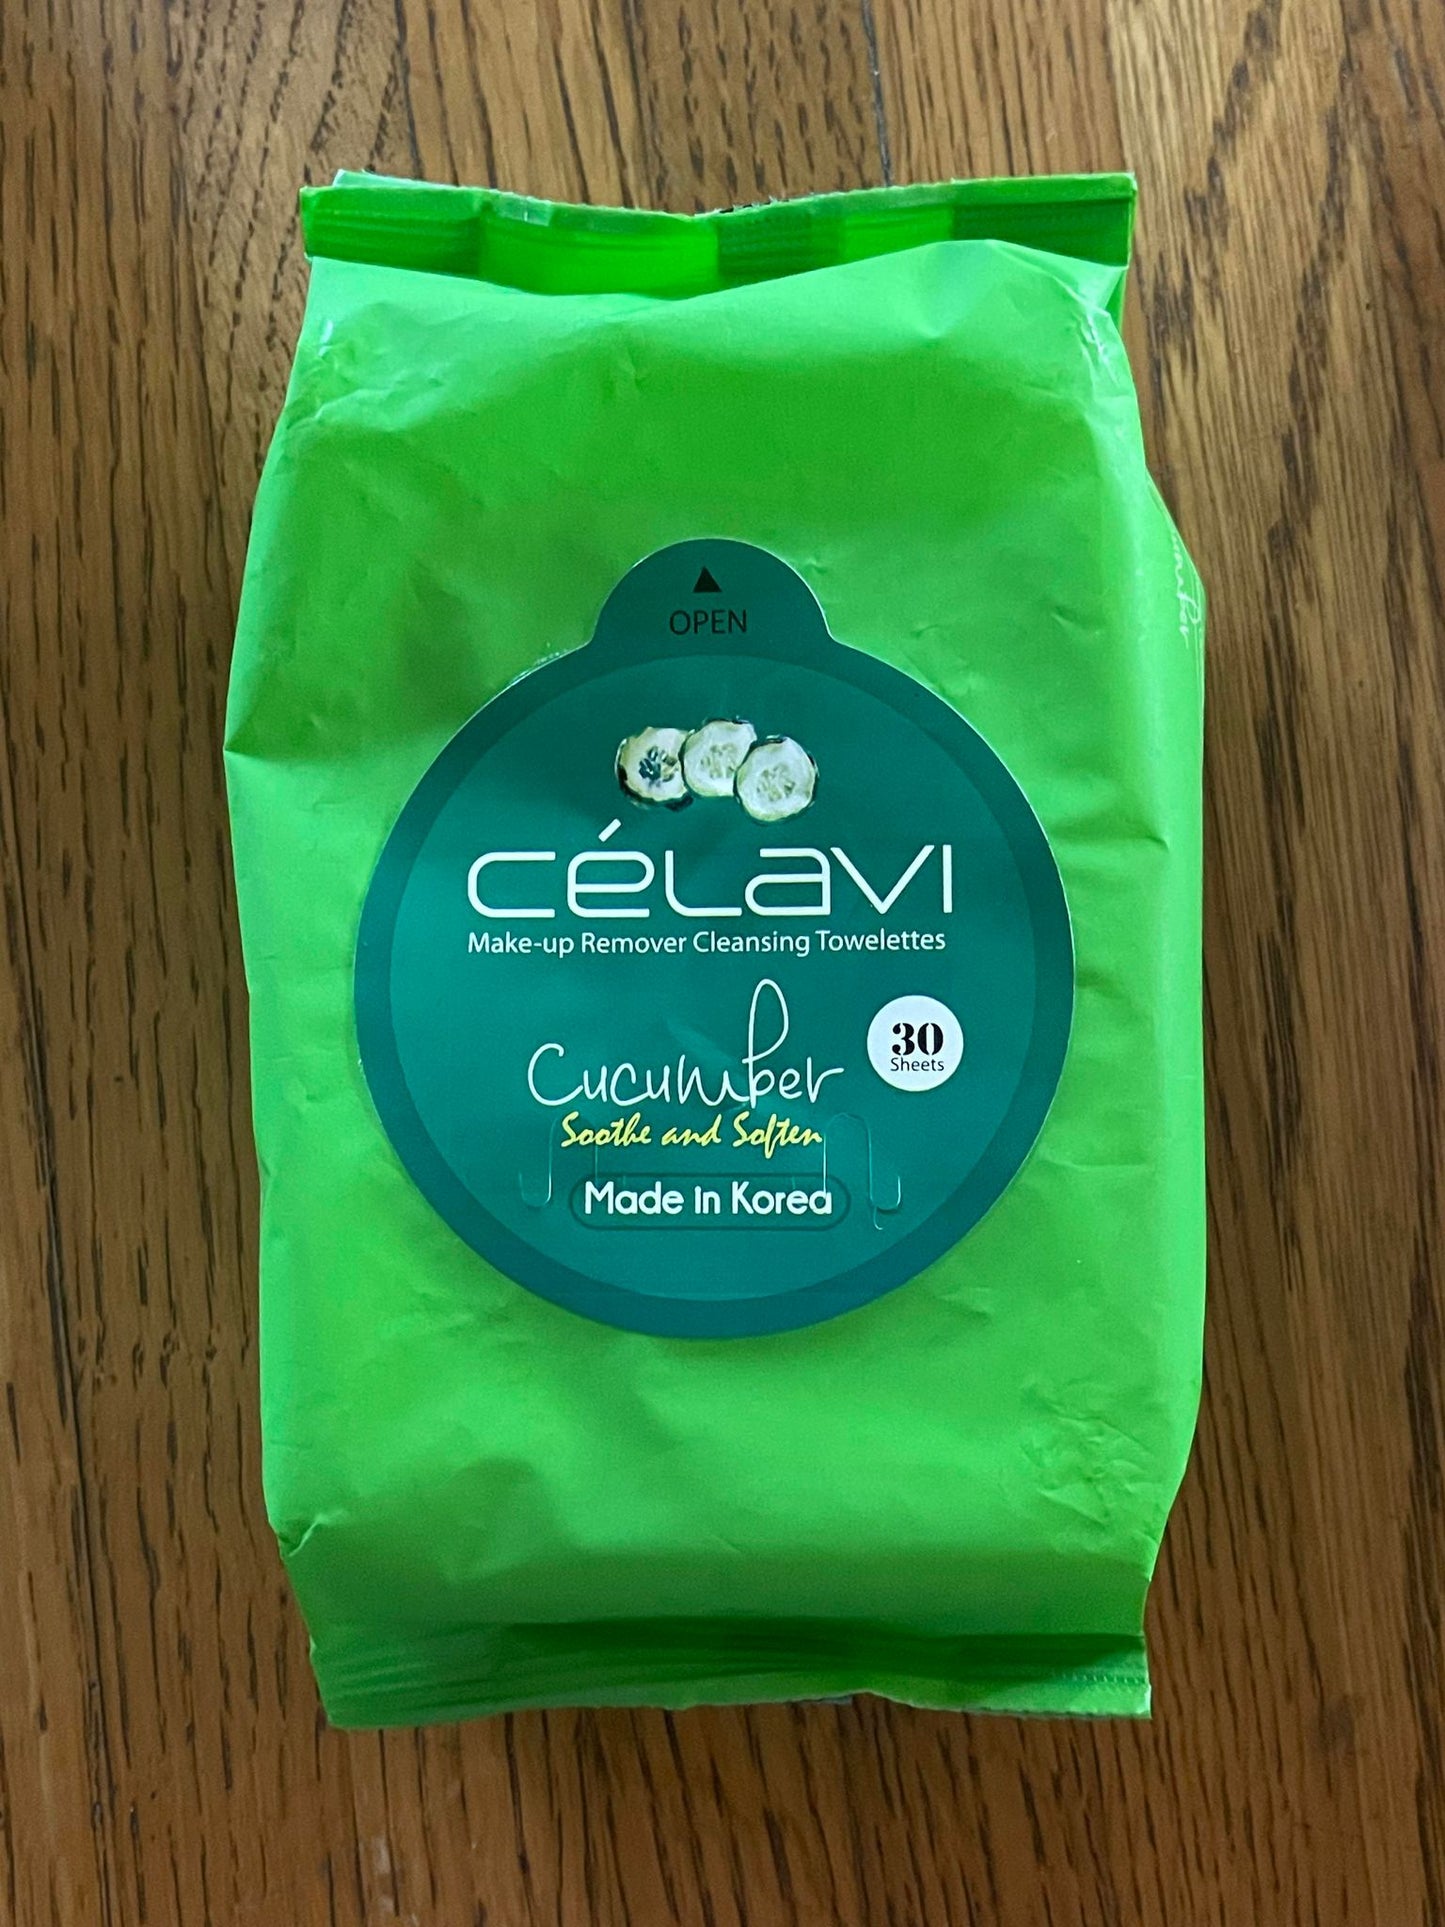 OPEN
célavi
Make-up Remover Cleansing Towelettes
Cucumber
30
Sheets
Soothe and Soften
Made in Korea